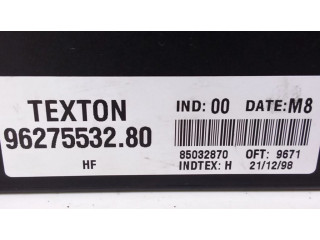 TEXTON
96275532.80
HF
IND: 00 DATE: M8
85032870 OFT: 9671
INDTEX: H 21/12/98